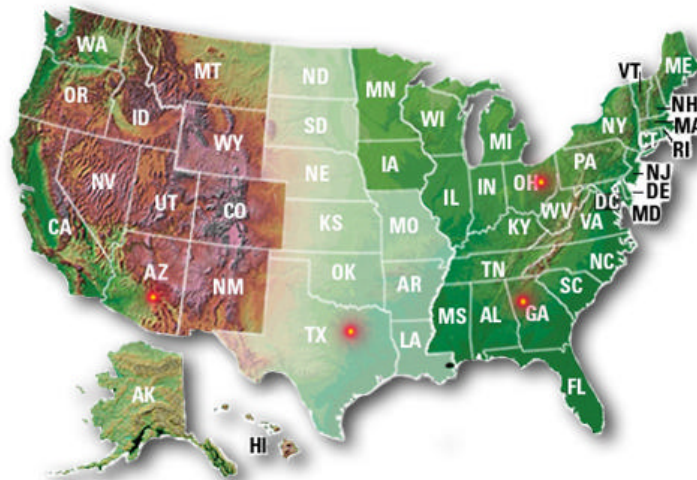 WA
MT
ND
MN
VT
ME
OR
ID
SD
WI
MI
NY
NH
MA
CT
RI
WY
NE
IA
PA
NJ
DE
NV
UT
CO
IL
IN
OH
WV
DC
VA
MD
CA
KS
MO
KY
AZ
NM
OK
AR
TN
NC
SC
TX
LA
MS
AL
GA
FL
AK
HI